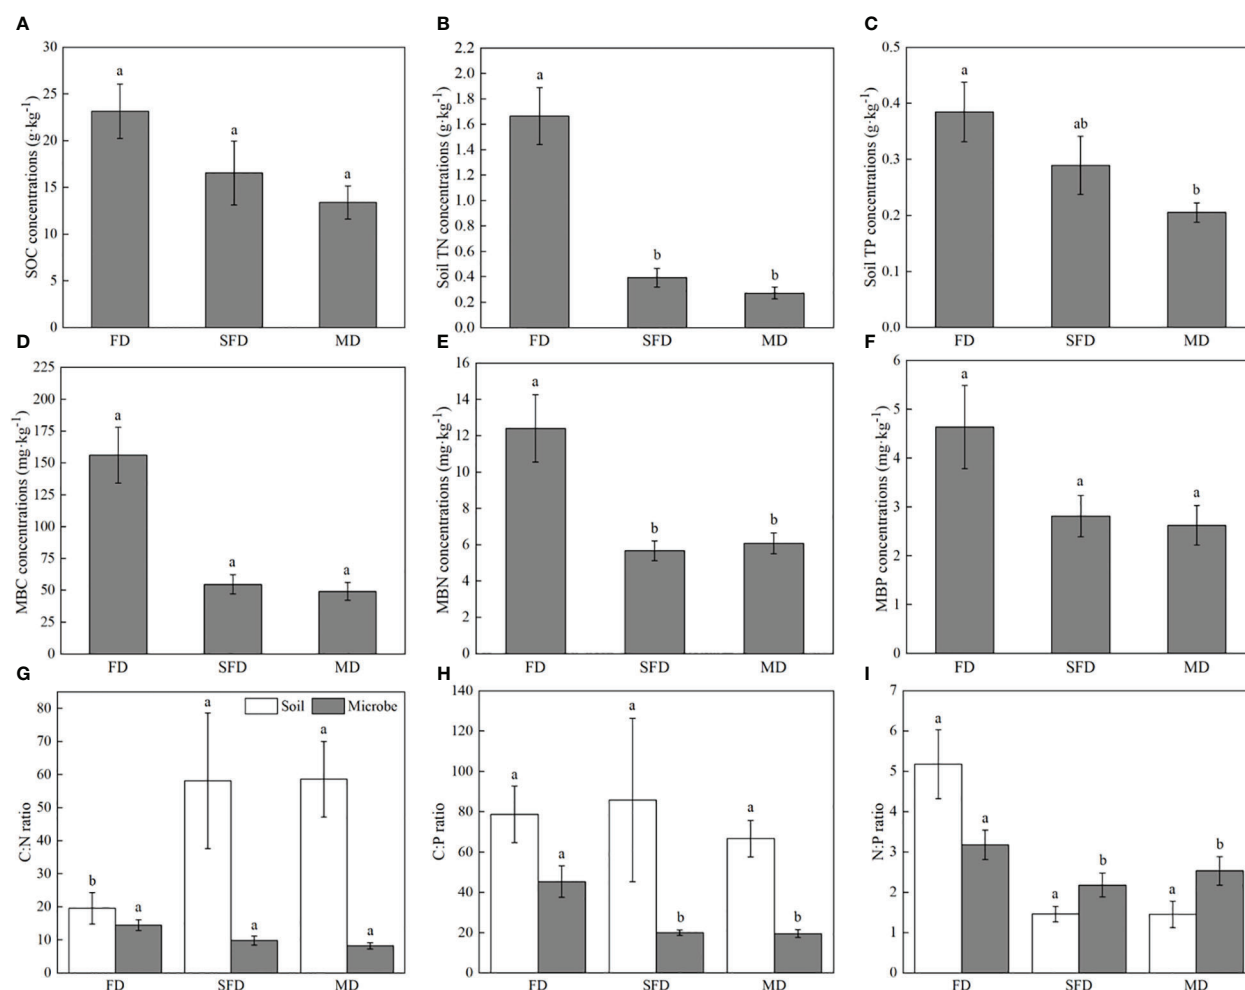 A
SOC concentrations (g·kg⁻¹)
30
25
20
15
10
5
0
a
a
a
FD SFD MD
B
Soil TN concentrations (g·kg⁻¹)
2.2
2.0
1.8
1.6
1.4
1.2
1.0
0.8
0.6
0.4
0.2
0.0
a
b
b
FD SFD MD
C
Soil TP concentrations (g·kg⁻¹)
0.5
0.4
0.3
0.2
0.1
0.0
a
ab
b
FD SFD MD
D
MBC concentrations (mg·kg⁻¹)
225
200
175
150
125
100
75
50
25
0
a
a
a
FD SFD MD
E
MBN concentrations (mg·kg⁻¹)
16
14
12
10
8
6
4
2
0
a
b
b
FD SFD MD
F
MBP concentrations (mg·kg⁻¹)
6
5
4
3
2
1
0
a
a
a
FD SFD MD
G
C:N ratio
80
70
60
50
40
30
20
10
0
Soil Microbe
b a
a a
a a
FD SFD MD
H
C:P ratio
140
120
100
80
60
40
20
0
a a
a b
a b
FD SFD MD
I
N:P ratio
7
6
5
4
3
2
1
0
a a
a b
a b
FD SFD MD